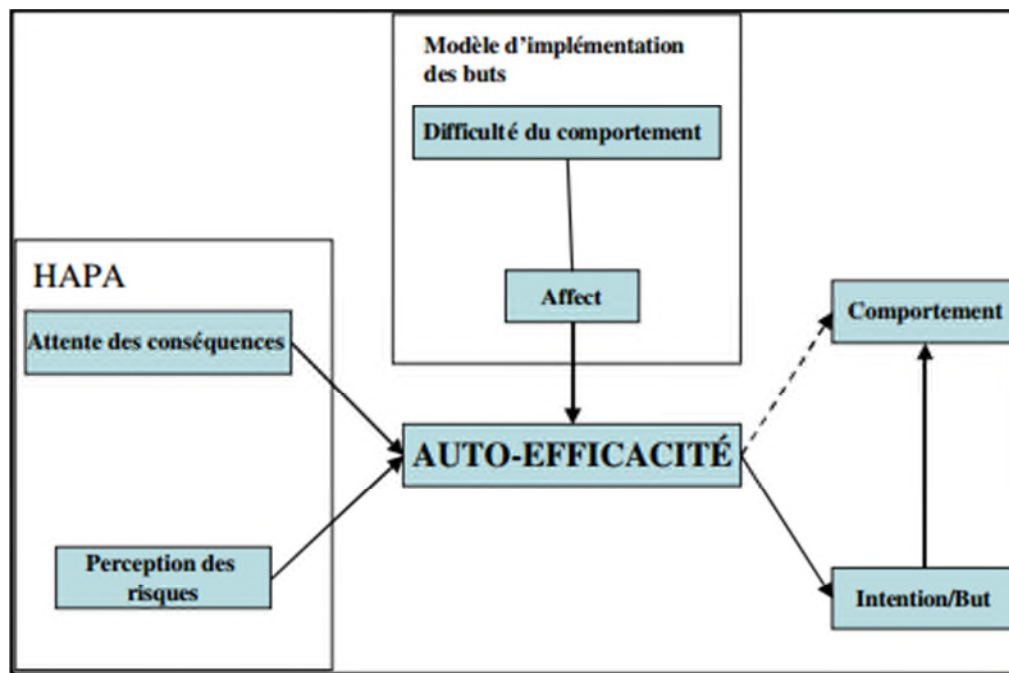 Modèle d'implémentation
des buts
Difficulté du comportement
Affect
HAPA
Attente des conséquences
Perception des
risques
AUTO-EFFICACITÉ
Comportement
Intention/But